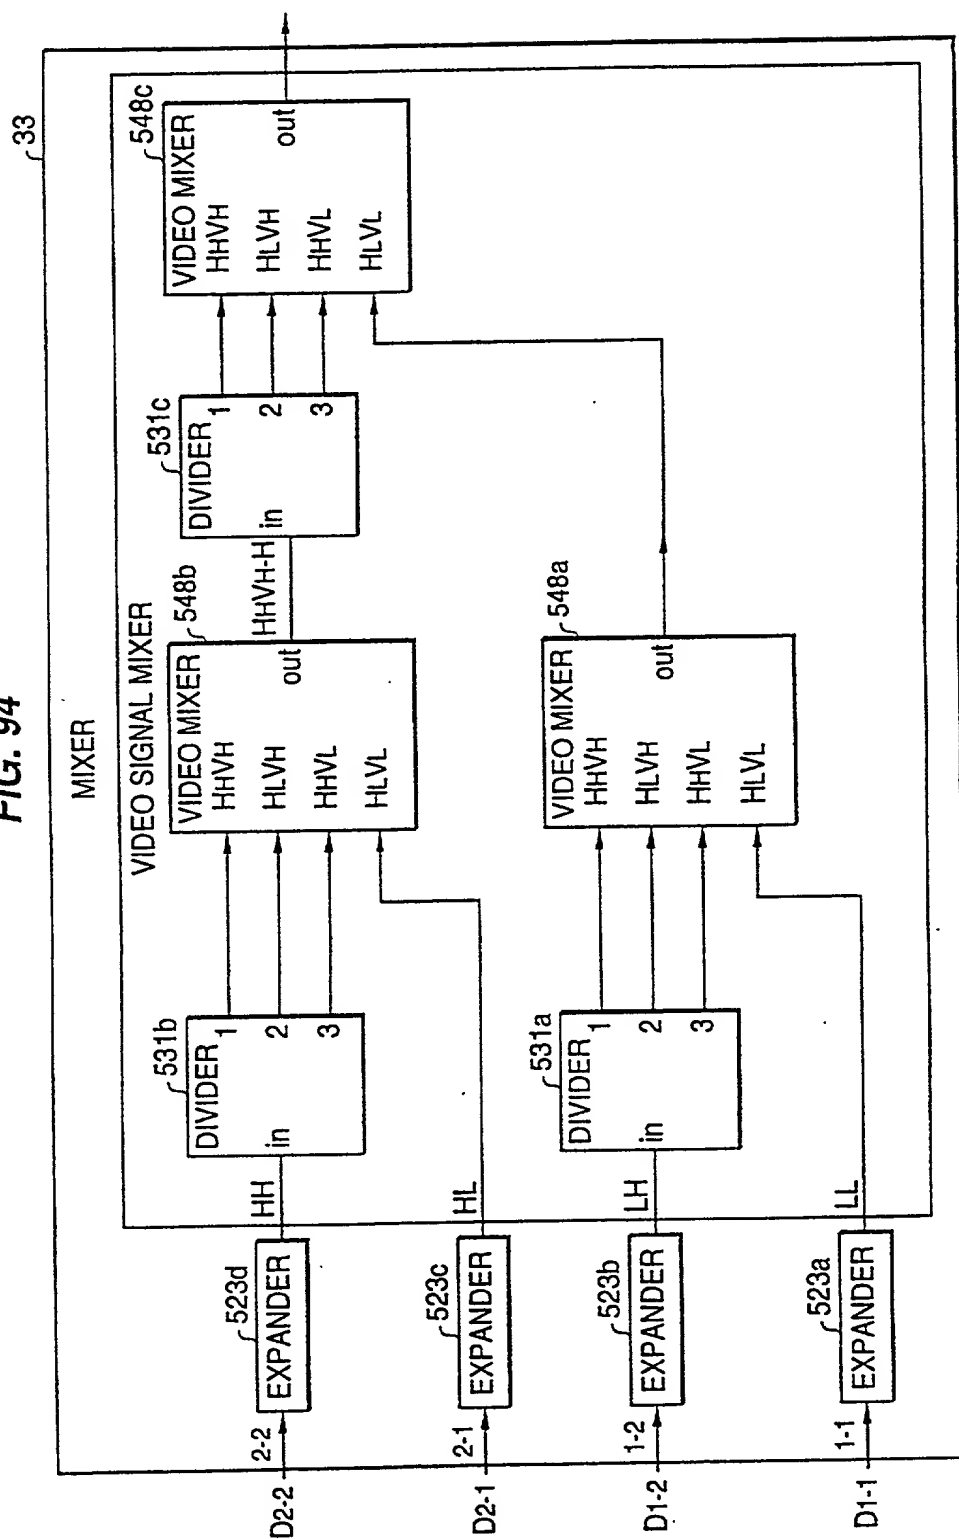 FIG. 94
33
MIXER
VIDEO SIGNAL MIXER
D2-2
2-2
EXPANDER
523d
HH
DIVIDER
531b
in
1
2
3
VIDEO MIXER
548b
HHVH
HLVH
HHVL
HLVL
out
HHVH-H
DIVIDER
531c
in
1
2
3
VIDEO MIXER
548c
HHVH
HLVH
HHVL
HLVL
out
D2-1
2-1
EXPANDER
523c
HL
D1-2
1-2
EXPANDER
523b
LH
DIVIDER
531a
in
1
2
3
VIDEO MIXER
548a
HHVH
HLVH
HHVL
HLVL
out
D1-1
1-1
EXPANDER
523a
LL